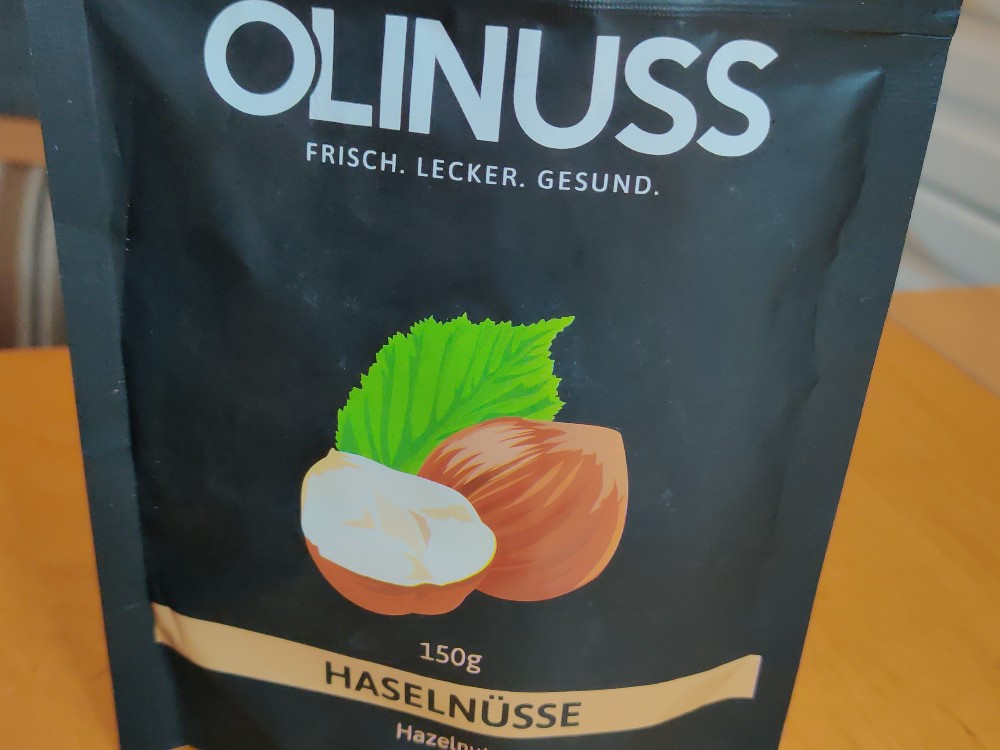 OLINUSS
FRISCH. LECKER. GESUND.
150g
HASELNÜSSE